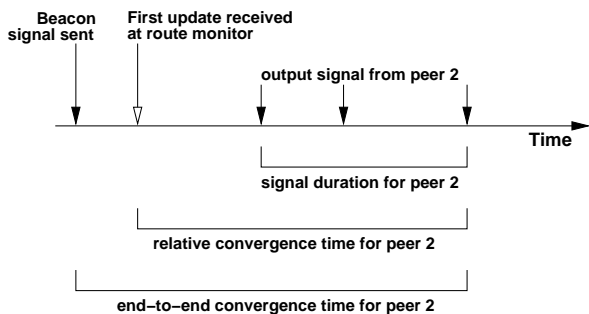 Beacon
signal sent
First update received
at route monitor
output signal from peer 2
Time
signal duration for peer 2
relative convergence time for peer 2
end−to−end convergence time for peer 2